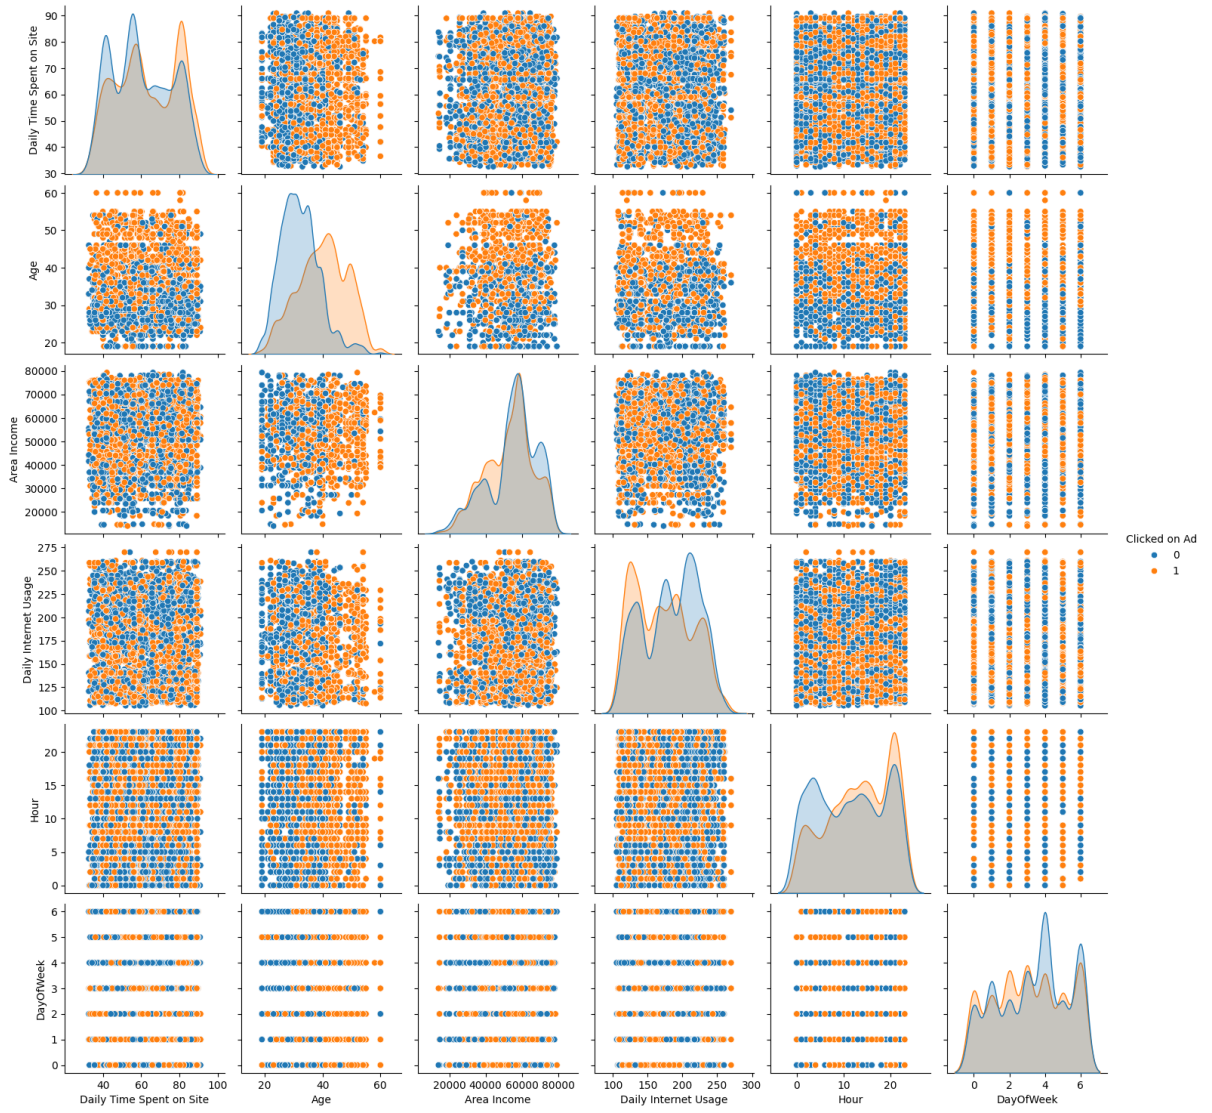 90
80
70
60
50
40
30
Daily Time Spent on Site
60
50
40
30
20
Age
80000
70000
60000
50000
40000
30000
20000
Area Income
275
250
225
200
175
150
125
100
Daily Internet Usage
20
15
10
5
0
Hour
6
5
4
3
2
1
0
DayOfWeek
40 60 80 100
Daily Time Spent on Site
20 40 60
Age
20000 40000 60000 80000
Area Income
100 150 200 250 300
Daily Internet Usage
0 10 20
Hour
0 2 4 6
DayOfWeek
Clicked on Ad
0
1